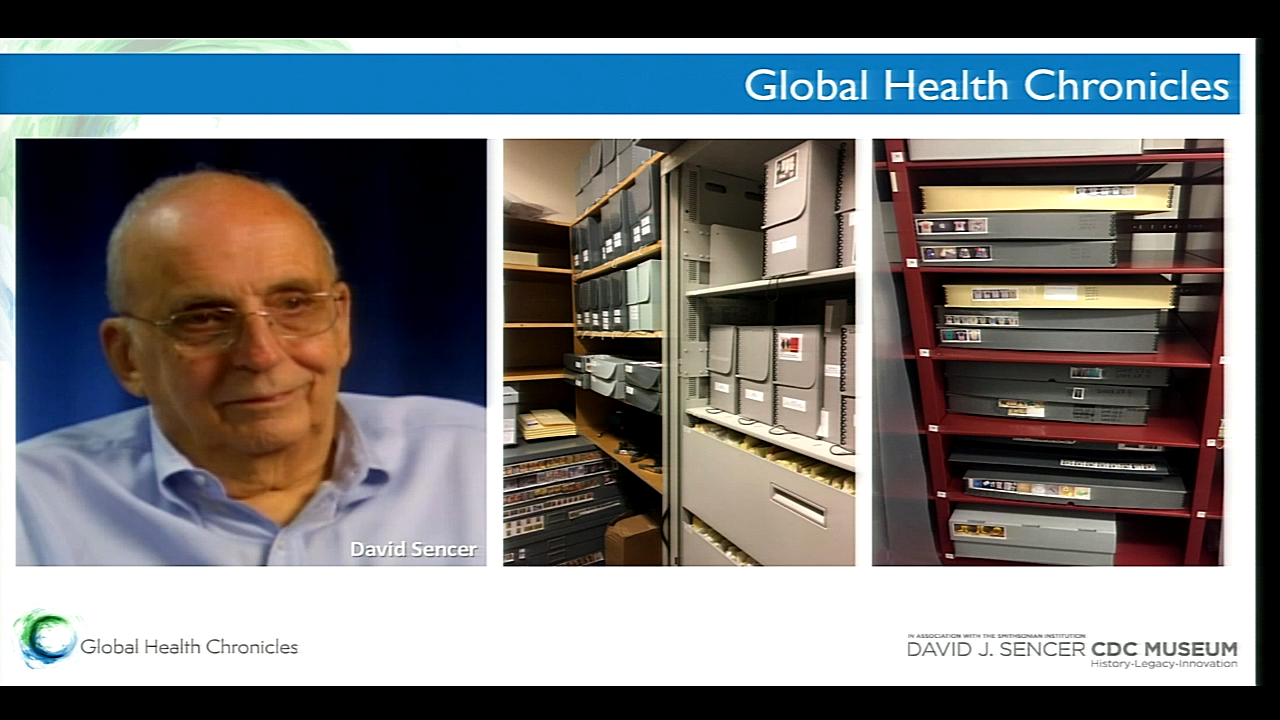 Global Health Chronicles
David Sencer
Global Health Chronicles
IN ASSOCIATION WITH THE SMITHSONIAN INSTITUTION
DAVID J. SENCER CDC MUSEUM
History-Legacy-Innovation